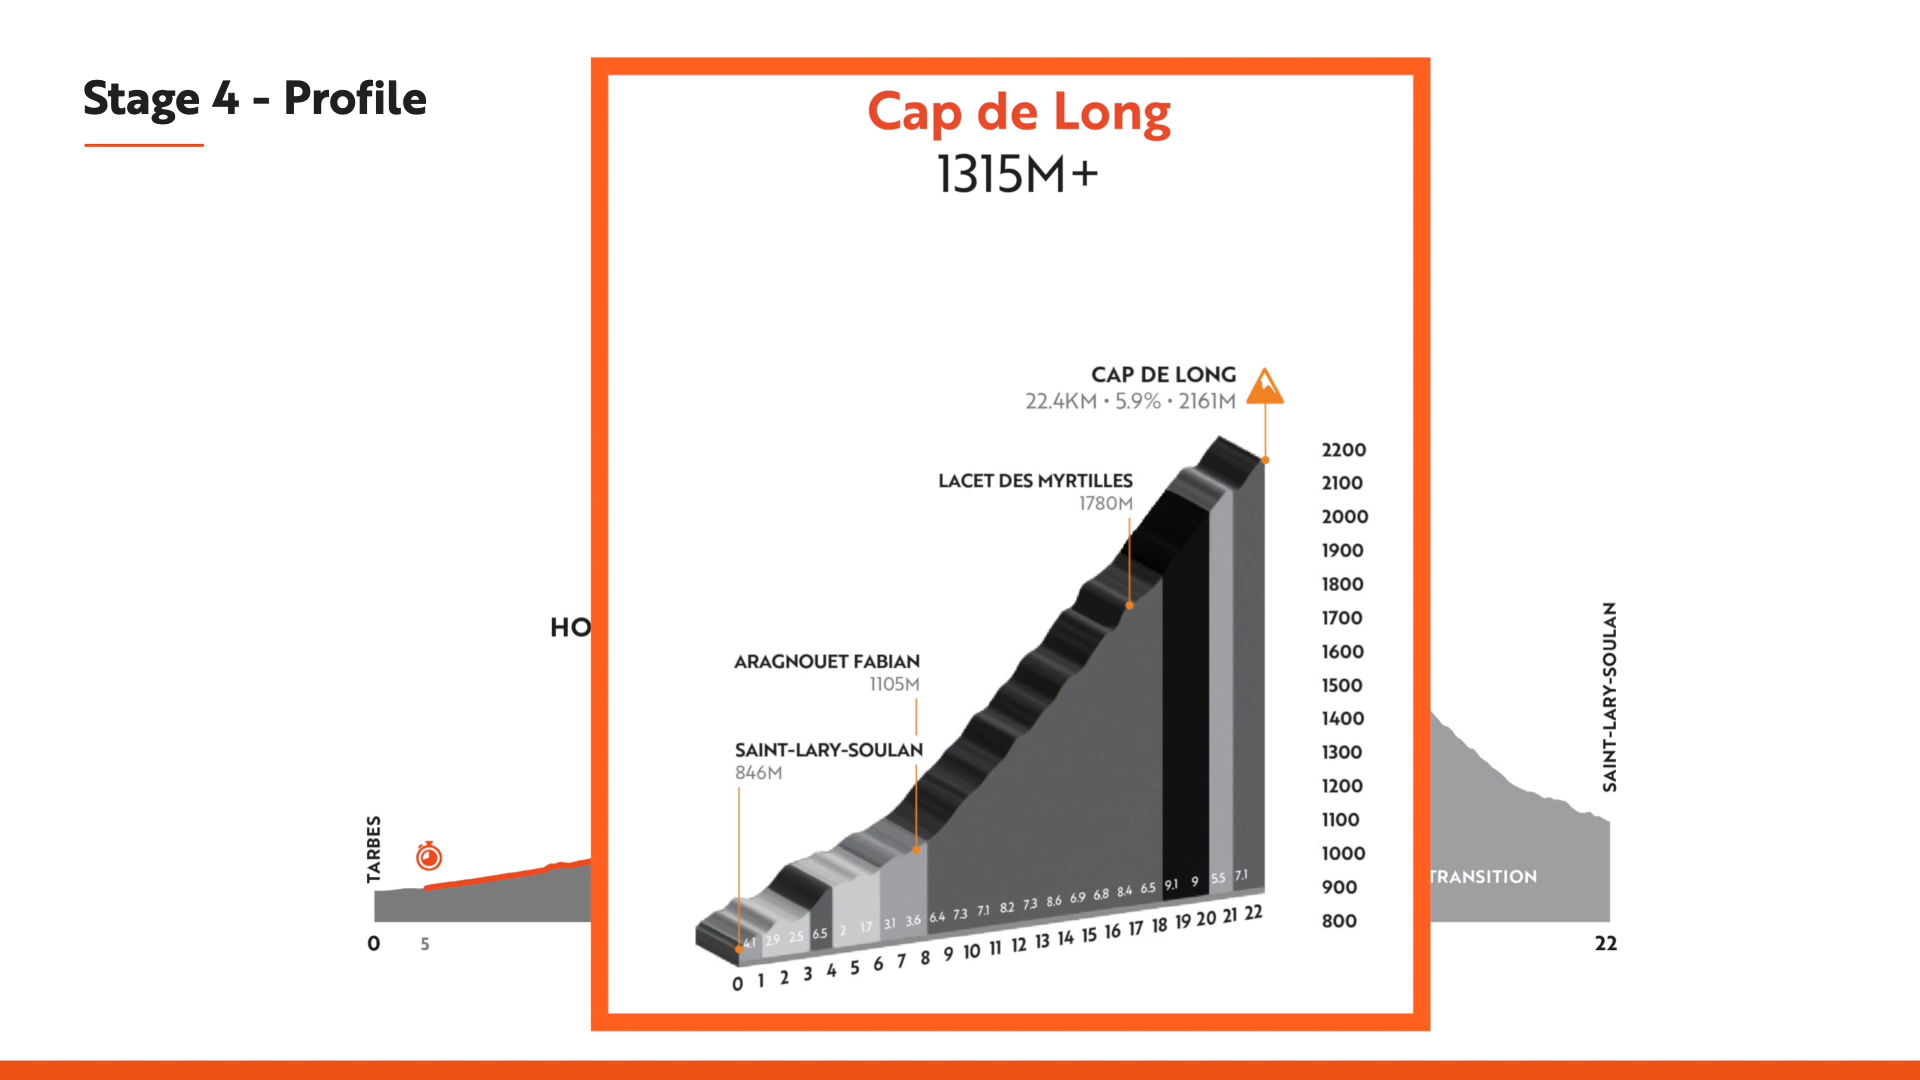 Stage 4 - Profile
Cap de Long
1315M+
CAP DE LONG
22.4KM • 5.9% • 2161M
LACET DES MYRTILLES
1780M
ARAGNOUET FABIAN
1105M
SAINT-LARY-SOULAN
846M
2200
2100
2000
1900
1800
1700
1600
1500
1400
1300
1200
1100
1000
900
800
4.1 2.9 2.5 6.5 2 1.7 3.1 3.6 6.4 7.3 7.1 8.2 7.3 8.6 6.9 6.8 8.4 6.5 9.1 9 5.5 7.1
0 1 2 3 4 5 6 7 8 9 10 11 12 13 14 15 16 17 18 19 20 21 22
HO
TARBES
0 5
SAINT-LARY-SOULAN
TRANSITION
22